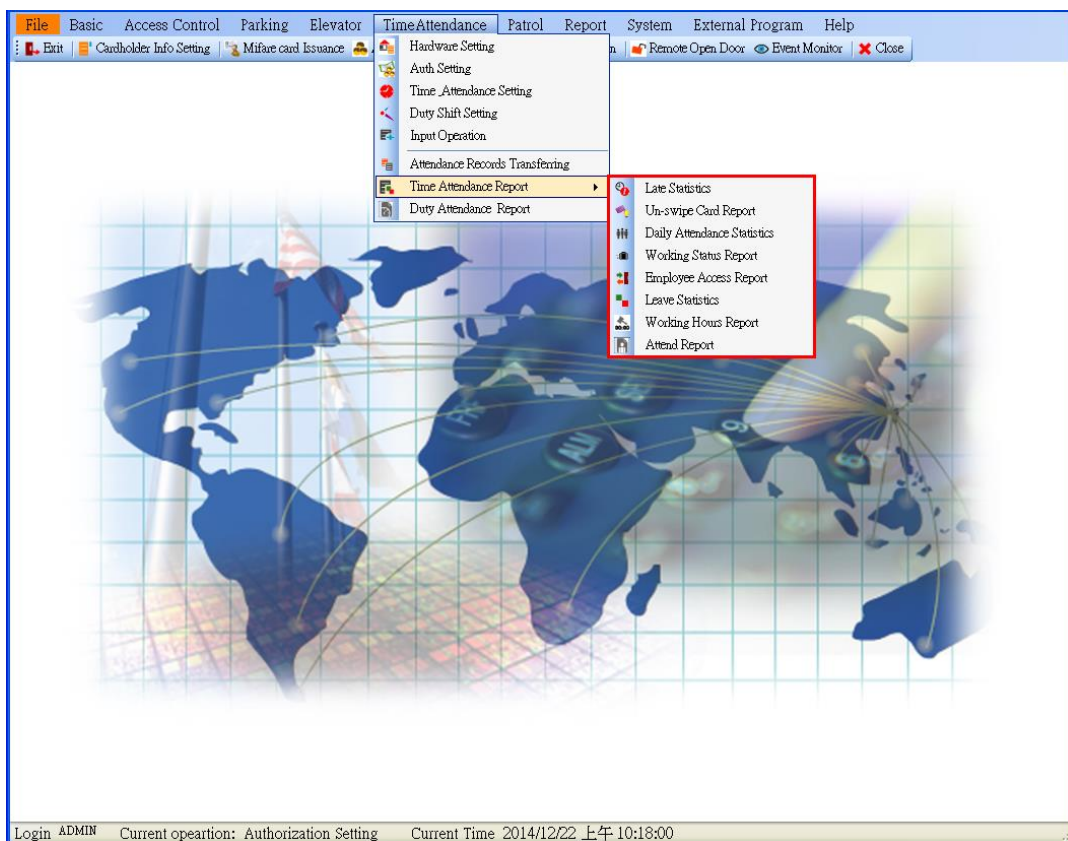 File Basic Access Control Parking Elevator TimeAttendance Patrol Report System External Program Help
Exit Cardholder Info Setting Mifare card Issuance Remote Open Door Event Monitor Close
Hardware Setting
Auth Setting
Time_Attendance Setting
Duty Shift Setting
Input Operation
Attendance Records Transferring
Time Attendance Report
Duty Attendance Report
Late Statistics
Un-swipe Card Report
Daily Attendance Statistics
Working Status Report
Employee Access Report
Leave Statistics
Working Hours Report
Attend Report
ALM
9
6
Login ADMIN Current opeartion: Authorization Setting Current Time 2014/12/22 上午 10:18:00